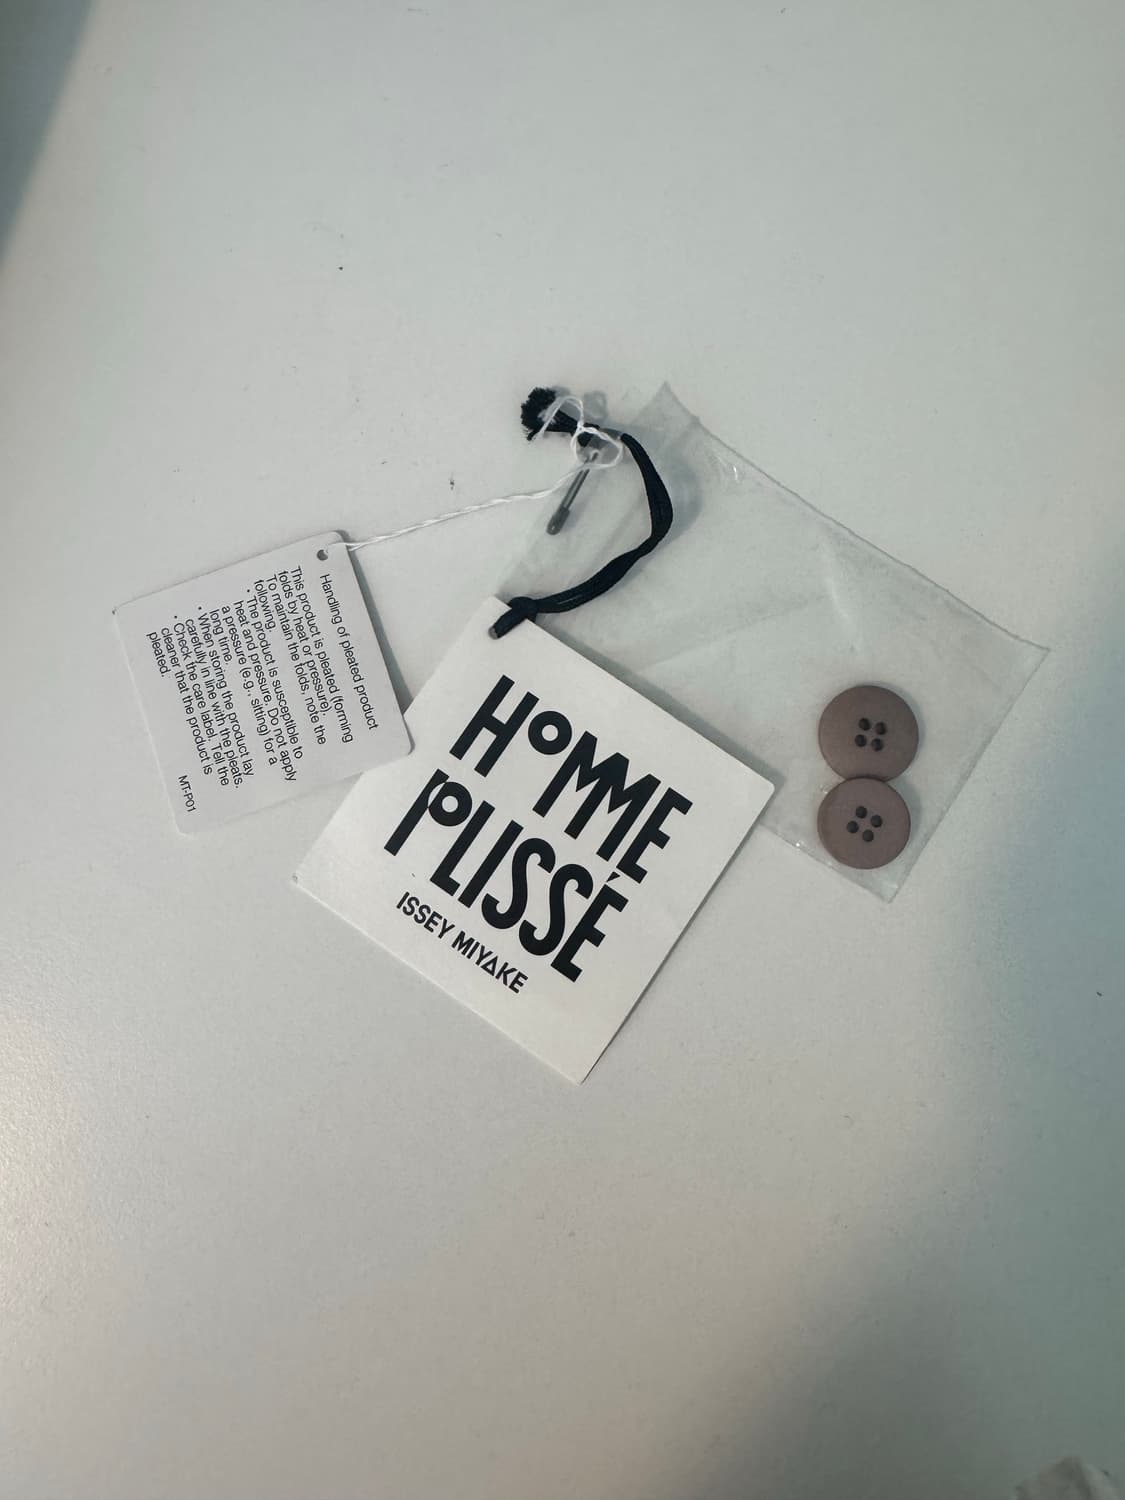 Handling of pleated product
This product is pleated (forming
folds by heat or pressure).
To maintain the folds, note the
following.
• The product is susceptible to
heat and pressure. Do not apply
a pressure (e.g., sitting) for a
long time.
• When storing the product lay
carefully in line with the pleats.
• Check the care label. Tell the
cleaner that the product is
pleated.
MT-P01
HOMME
PLISSÉ
ISSEY MIYAKE